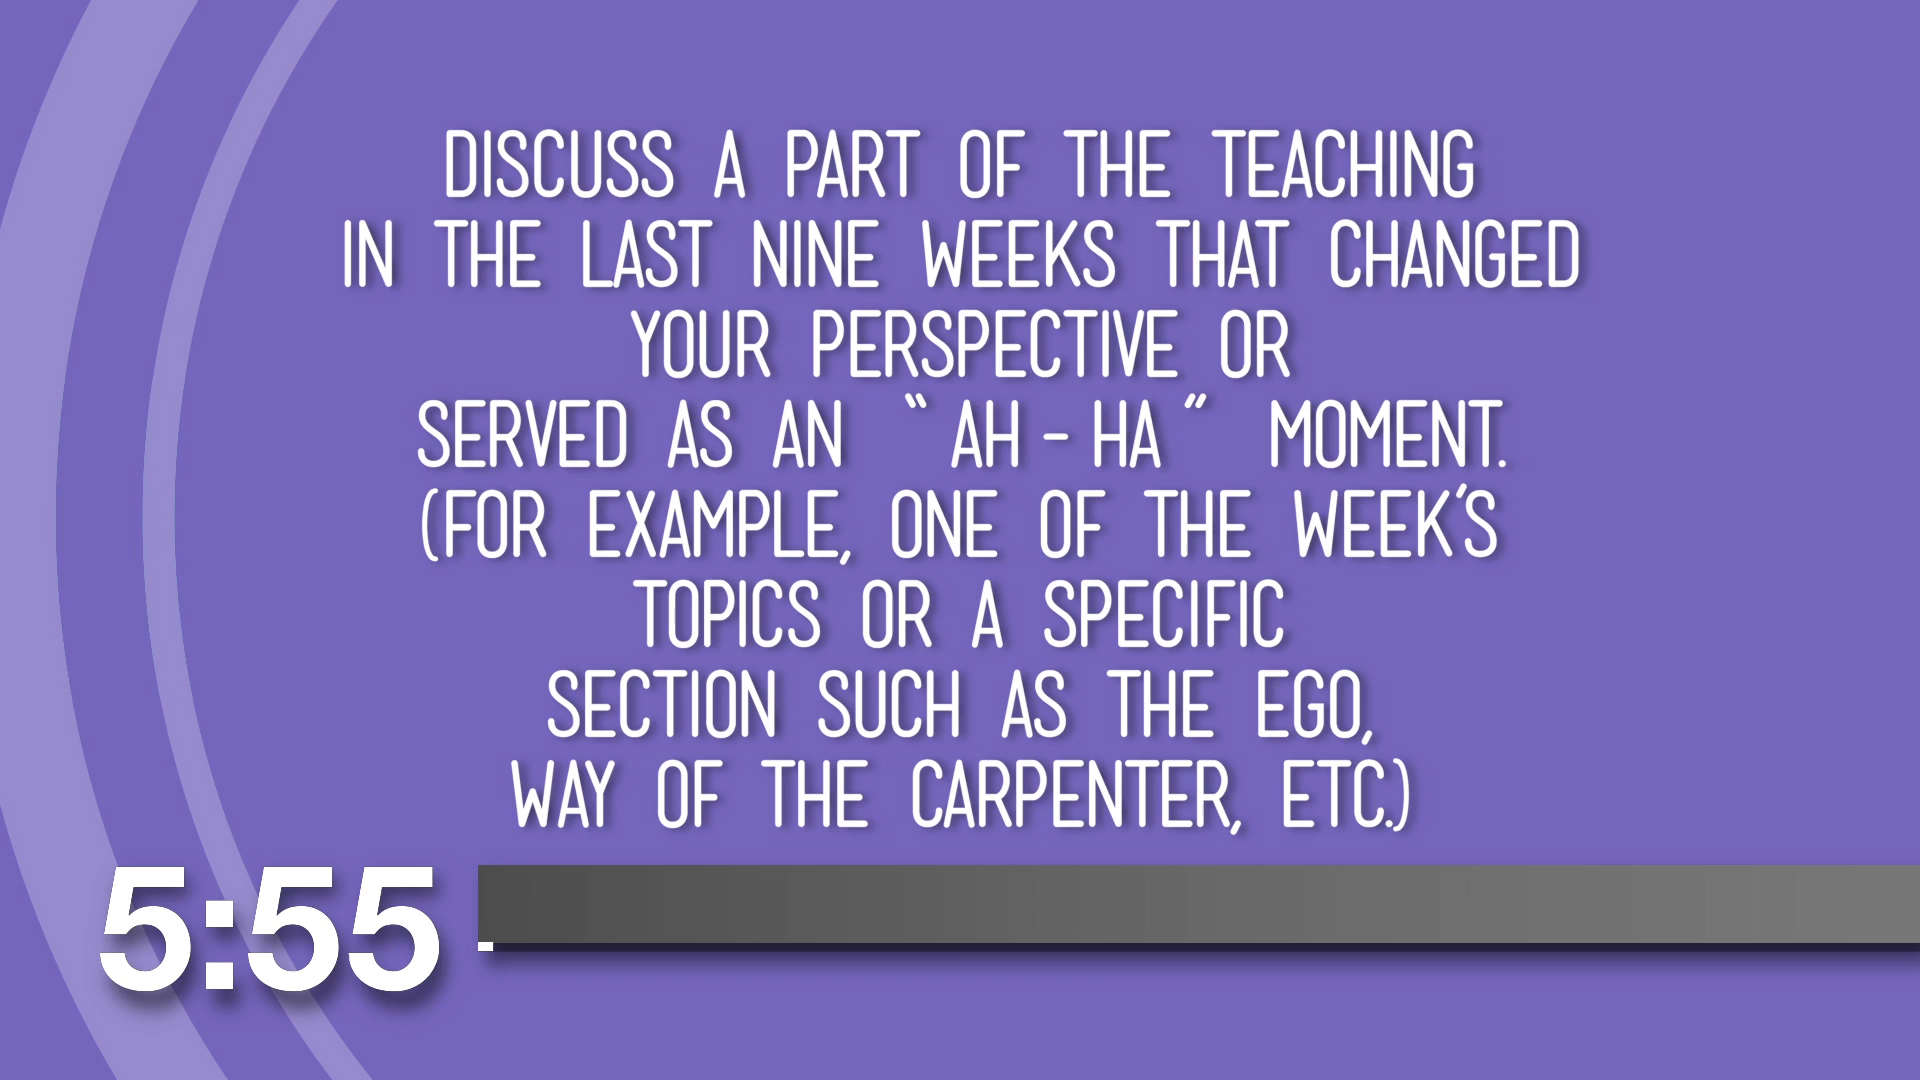 DISCUSS A PART OF THE TEACHING
IN THE LAST NINE WEEKS THAT CHANGED
YOUR PERSPECTIVE OR
SERVED AS AN “AH-HA” MOMENT.
(FOR EXAMPLE, ONE OF THE WEEK'S
TOPICS OR A SPECIFIC
SECTION SUCH AS THE EGO,
WAY OF THE CARPENTER, ETC.)
5:55